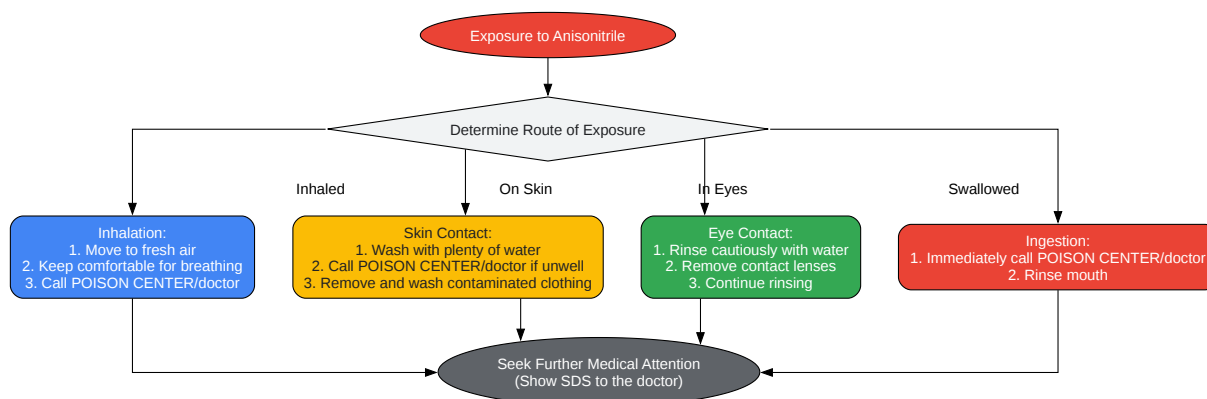 Exposure to Anisonitrile
Determine Route of Exposure
Inhaled
On Skin
In Eyes
Swallowed
Inhalation:
1. Move to fresh air
2. Keep comfortable for breathing
3. Call POISON CENTER/doctor
Skin Contact:
1. Wash with plenty of water
2. Call POISON CENTER/doctor if unwell
3. Remove and wash contaminated clothing
Eye Contact:
1. Rinse cautiously with water
2. Remove contact lenses
3. Continue rinsing
Ingestion:
1. Immediately call POISON CENTER/doctor
2. Rinse mouth
Seek Further Medical Attention
(Show SDS to the doctor)